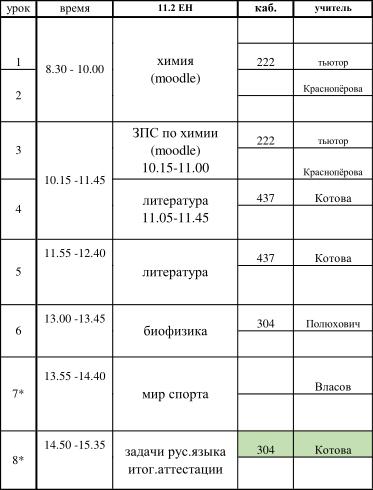 урок время 11.2 ЕН каб. учитель
1 8.30 - 10.00 химия 222 тьютор
(moodle)
2 Краснопёрова
3 ЗПС по химии 222 тьютор
(moodle)
10.15-11.00 Краснопёрова
10.15 -11.45
4 литература 437 Котова
11.05-11.45
5 11.55 -12.40 литература 437 Котова
6 13.00 -13.45 биофизика 304 Полюхович
7* 13.55 -14.40 мир спорта Власов
8* 14.50 -15.35 задачи рус.языка 304 Котова
итог.аттестации